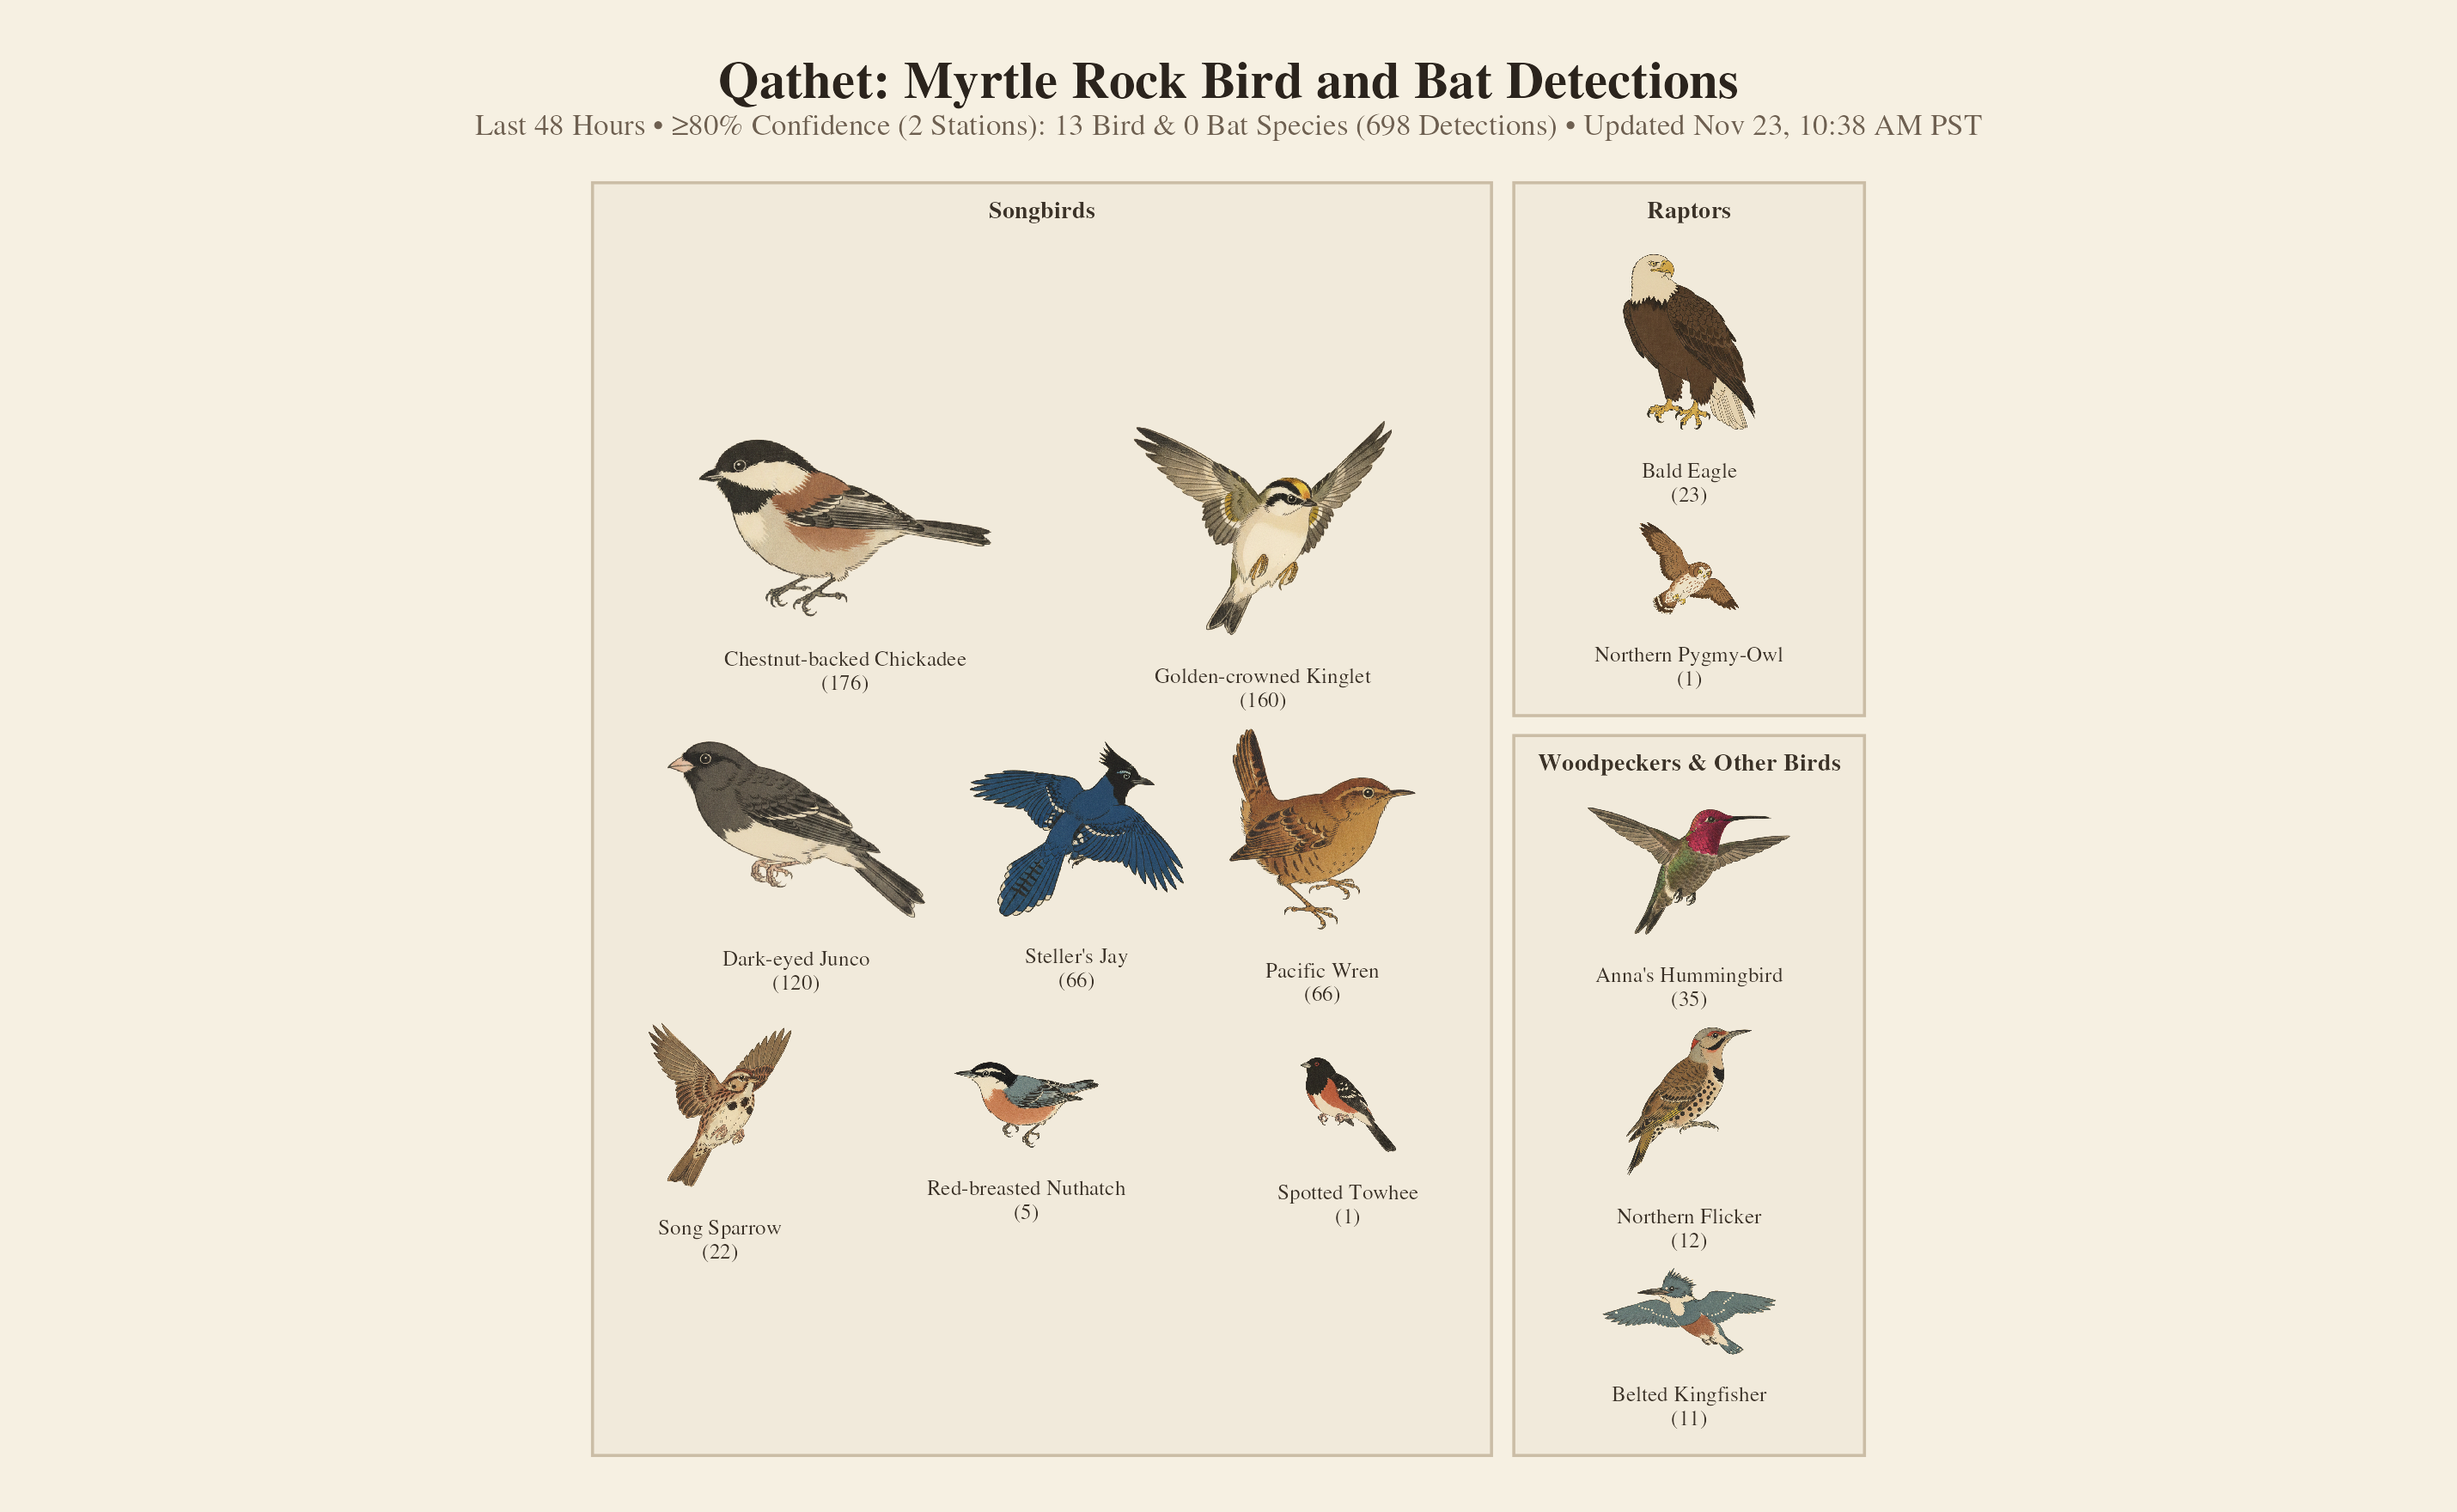 Qathet: Myrtle Rock Bird and Bat Detections
Last 48 Hours • ≥80% Confidence (2 Stations): 13 Bird & 0 Bat Species (698 Detections) • Updated Nov 23, 10:38 AM PST
Songbirds
Chestnut-backed Chickadee
(176)
Golden-crowned Kinglet
(160)
Dark-eyed Junco
(120)
Steller's Jay
(66)
Pacific Wren
(66)
Song Sparrow
(22)
Red-breasted Nuthatch
(5)
Spotted Towhee
(1)
Raptors
Bald Eagle
(23)
Northern Pygmy-Owl
(1)
Woodpeckers & Other Birds
Anna's Hummingbird
(35)
Northern Flicker
(12)
Belted Kingfisher
(11)